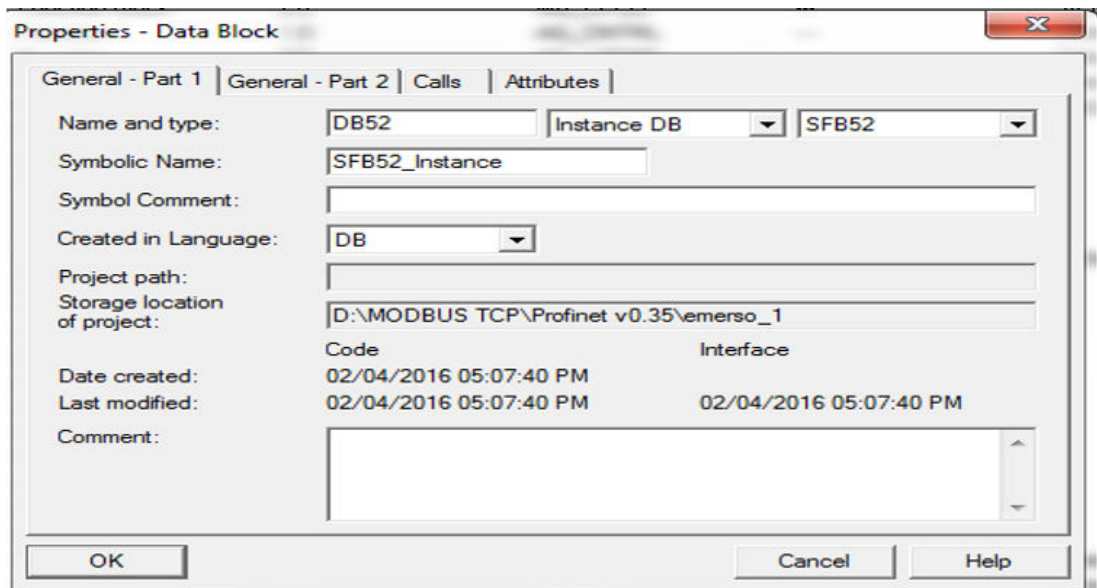 Properties - Data Block
General - Part 1 General - Part 2 Calls Attributes
Name and type: DB52 Instance DB SFB52
Symbolic Name: SFB52_Instance
Symbol Comment:
Created in Language: DB
Project path:
Storage location
of project: D:\MODBUS TCP\Profinet v0.35\emerso_1
Code Interface
Date created: 02/04/2016 05:07:40 PM
Last modified: 02/04/2016 05:07:40 PM 02/04/2016 05:07:40 PM
Comment:
OK Cancel Help